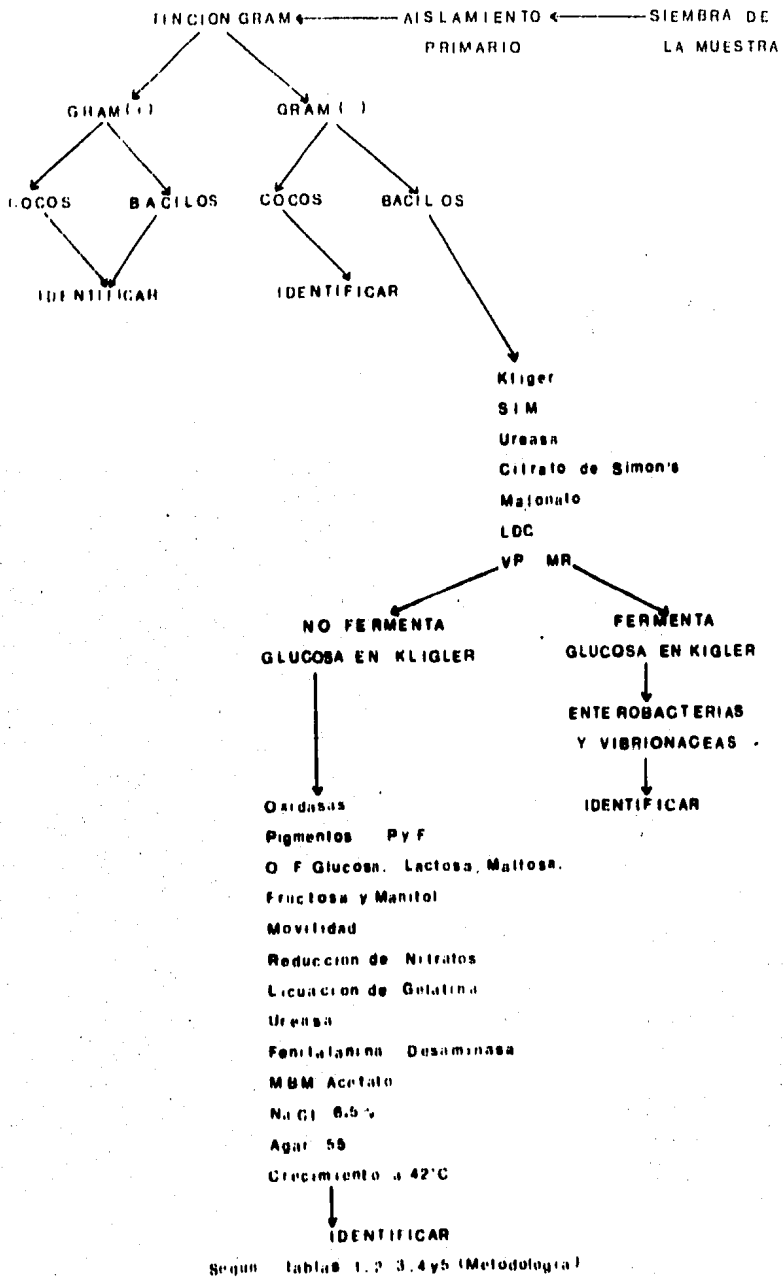 TINCION GRAM AISLAMIENTO SIEMBRA DE
PRIMARIO LA MUESTRA
GRAM (+) GRAM ( )
COCOS BACILOS COCOS BACILOS
IDENTIFICAR IDENTIFICAR
Kliger
SIM
Ureasa
Citrato de Simon's
Malonato
LDC
VP MR
NO FERMENTA FERMENTA
GLUCOSA EN KLIGLER GLUCOSA EN KIGLER
ENTEROBACTERIAS
Y VIBRIONACEAS
Oxidasas IDENTIFICAR
Pigmentos P y F
O F Glucosa. Lactosa, Maltosa.
Fructosa y Manitol
Movilidad
Reduccion de Nitratos
Licuacion de Gelatina
Ureasa
Fenilalanina Desaminasa
MBM Acetato
NaCl 6.5 %
Agar SS
Crecimiento a 42°C
IDENTIFICAR
Segun tablas 1, 2 3, 4 y 5 (Metodologia)